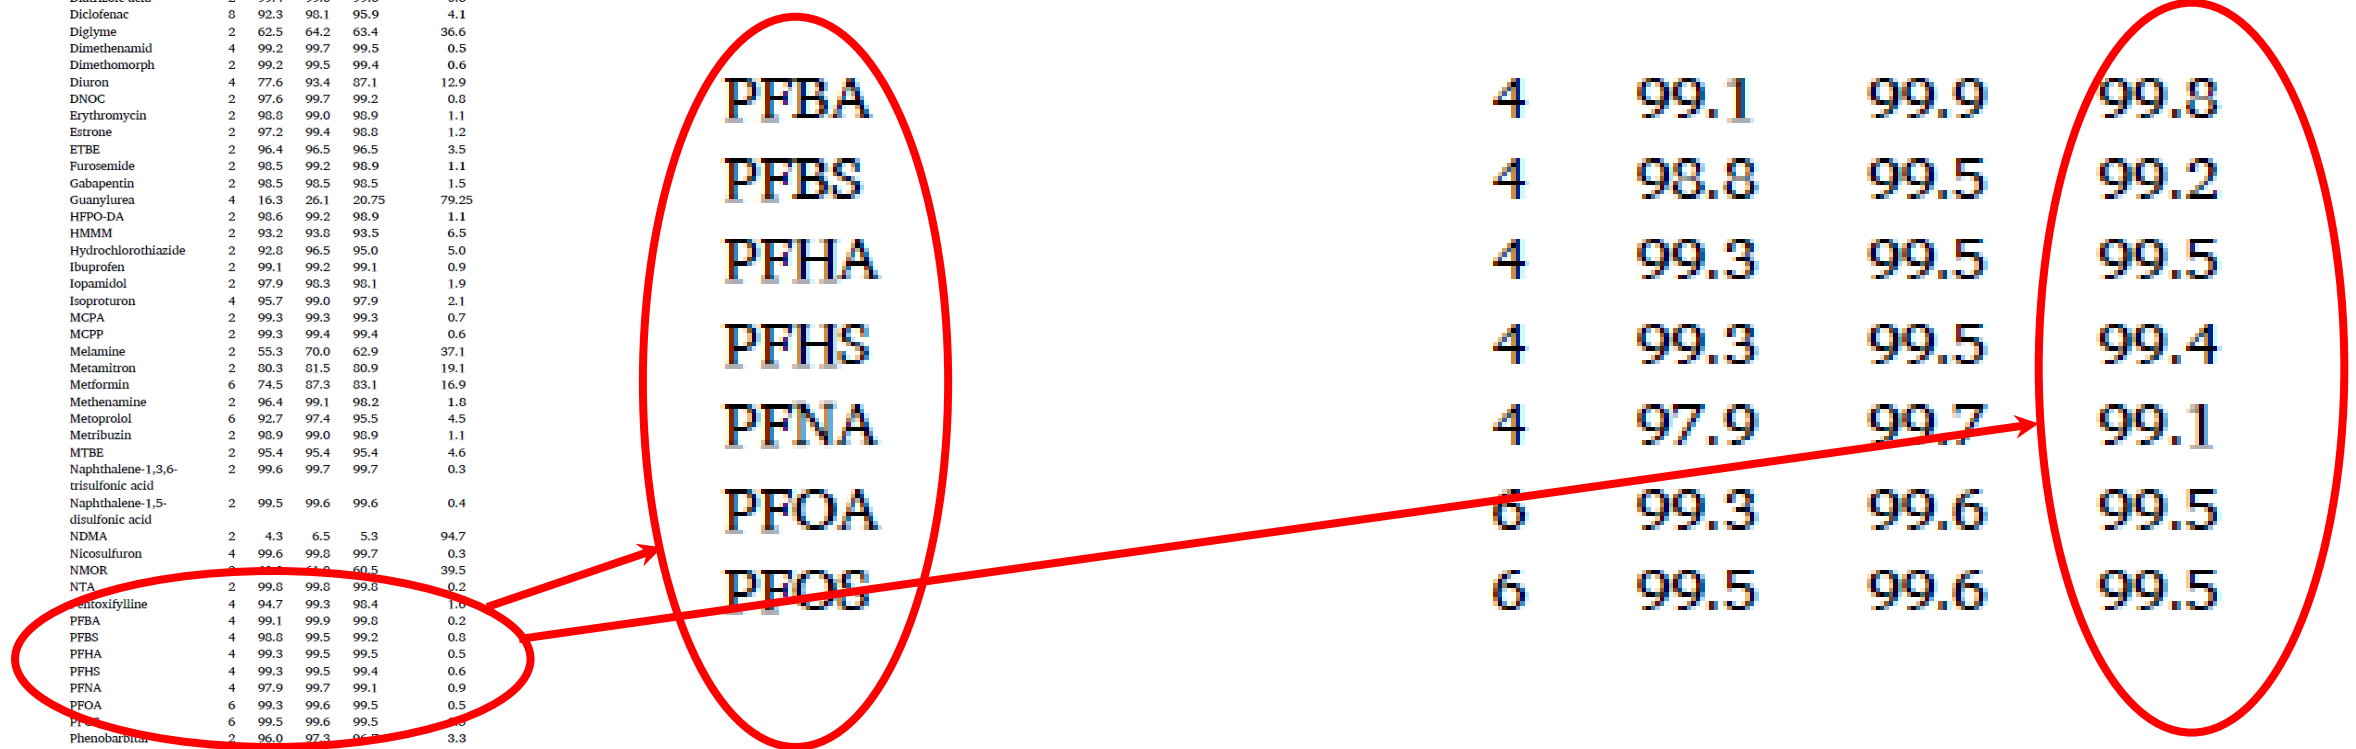 Diclofenac 8 92.3 98.1 95.9 4.1
Diglyme 2 62.5 64.2 63.4 36.6
Dimethenamid 4 99.2 99.7 99.5 0.5
Dimethomorph 2 99.2 99.5 99.4 0.6
Diuron 4 77.6 93.4 87.1 12.9
DNOC 2 97.6 99.7 99.2 0.8
Erythromycin 2 98.8 99.0 98.9 1.1
Estrone 2 97.2 99.4 98.8 1.2
ETBE 2 96.4 96.5 96.5 3.5
Furosemide 2 98.5 99.2 98.9 1.1
Gabapentin 2 98.5 98.5 98.5 1.5
Guanylurea 4 16.3 26.1 20.75 79.25
HFPO-DA 2 98.6 99.2 98.9 1.1
HMMM 2 93.2 93.8 93.5 6.5
Hydrochlorothiazide 2 92.8 96.5 95.0 5.0
Ibuprofen 2 99.1 99.2 99.1 0.9
Iopamidol 2 97.9 98.3 98.1 1.9
Isoproturon 4 95.7 99.0 97.9 2.1
MCPA 2 99.3 99.3 99.3 0.7
MCPP 2 99.3 99.4 99.4 0.6
Melamine 2 55.3 70.0 62.9 37.1
Metamitron 2 80.3 81.5 80.9 19.1
Metformin 6 74.5 87.3 83.1 16.9
Methenamine 2 96.4 99.1 98.2 1.8
Metoprolol 6 92.7 97.4 95.5 4.5
Metribuzin 2 98.9 99.0 98.9 1.1
MTBE 2 95.4 95.4 95.4 4.6
Naphthalene-1,3,6- 2 99.6 99.7 99.7 0.3
trisulfonic acid
Naphthalene-1,5- 2 99.5 99.6 99.6 0.4
disulfonic acid
NDMA 2 4.3 6.5 5.3 94.7
Nicosulfuron 4 99.6 99.8 99.7 0.3
NMOR 60.5 39.5
NTA 2 99.8 99.8 99.8 0.2
Pentoxifylline 4 94.7 99.3 98.4 1.6
PFBA 4 99.1 99.9 99.8 0.2
PFBS 4 98.8 99.5 99.2 0.8
PFHA 4 99.3 99.5 99.5 0.5
PFHS 4 99.3 99.5 99.4 0.6
PFNA 4 97.9 99.7 99.1 0.9
PFOA 6 99.3 99.6 99.5 0.5
PFOS 6 99.5 99.6 99.5
Phenobarbital 2 96.0 97.3 3.3
PFBA 4 99.1 99.9 99.8
PFBS 4 98.8 99.5 99.2
PFHA 4 99.3 99.5 99.5
PFHS 4 99.3 99.5 99.4
PFNA 4 97.9 99.7 99.1
PFOA 6 99.3 99.6 99.5
PFOS 6 99.5 99.6 99.5